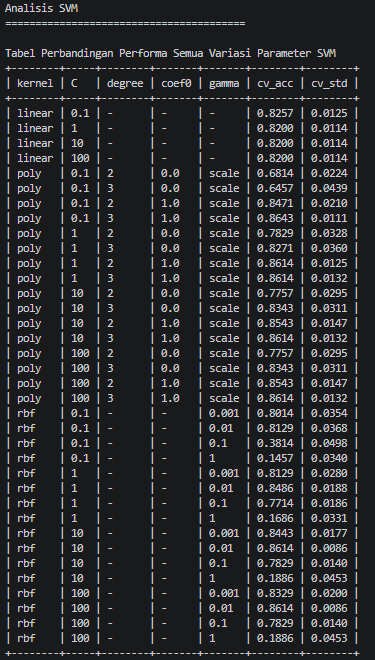 Analisis SVM
========================================
Tabel Perbandingan Performa Semua Variasi Parameter SVM
+--------+-----+--------+-------+-------+--------+--------+
| kernel | C | degree | coef0 | gamma | cv_acc | cv_std |
+--------+-----+--------+-------+-------+--------+--------+
| linear | 0.1 | - | - | - | 0.8257 | 0.0125 |
| linear | 1 | - | - | - | 0.8200 | 0.0114 |
| linear | 10 | - | - | - | 0.8200 | 0.0114 |
| linear | 100 | - | - | - | 0.8200 | 0.0114 |
| poly | 0.1 | 2 | 0.0 | scale | 0.6814 | 0.0224 |
| poly | 0.1 | 3 | 0.0 | scale | 0.6457 | 0.0439 |
| poly | 0.1 | 2 | 1.0 | scale | 0.8471 | 0.0210 |
| poly | 0.1 | 3 | 1.0 | scale | 0.8643 | 0.0111 |
| poly | 1 | 2 | 0.0 | scale | 0.7829 | 0.0328 |
| poly | 1 | 3 | 0.0 | scale | 0.8271 | 0.0360 |
| poly | 1 | 2 | 1.0 | scale | 0.8614 | 0.0125 |
| poly | 1 | 3 | 1.0 | scale | 0.8614 | 0.0132 |
| poly | 10 | 2 | 0.0 | scale | 0.7757 | 0.0295 |
| poly | 10 | 3 | 0.0 | scale | 0.8343 | 0.0311 |
| poly | 10 | 2 | 1.0 | scale | 0.8543 | 0.0147 |
| poly | 10 | 3 | 1.0 | scale | 0.8614 | 0.0132 |
| poly | 100 | 2 | 0.0 | scale | 0.7757 | 0.0295 |
| poly | 100 | 3 | 0.0 | scale | 0.8343 | 0.0311 |
| poly | 100 | 2 | 1.0 | scale | 0.8543 | 0.0147 |
| poly | 100 | 3 | 1.0 | scale | 0.8614 | 0.0132 |
| rbf | 0.1 | - | - | 0.001 | 0.8014 | 0.0354 |
| rbf | 0.1 | - | - | 0.01 | 0.8129 | 0.0368 |
| rbf | 0.1 | - | - | 0.1 | 0.3814 | 0.0498 |
| rbf | 0.1 | - | - | 1 | 0.1457 | 0.0340 |
| rbf | 1 | - | - | 0.001 | 0.8129 | 0.0280 |
| rbf | 1 | - | - | 0.01 | 0.8486 | 0.0188 |
| rbf | 1 | - | - | 0.1 | 0.7714 | 0.0186 |
| rbf | 1 | - | - | 1 | 0.1686 | 0.0331 |
| rbf | 10 | - | - | 0.001 | 0.8443 | 0.0177 |
| rbf | 10 | - | - | 0.01 | 0.8614 | 0.0086 |
| rbf | 10 | - | - | 0.1 | 0.7829 | 0.0140 |
| rbf | 10 | - | - | 1 | 0.1886 | 0.0453 |
| rbf | 100 | - | - | 0.001 | 0.8329 | 0.0200 |
| rbf | 100 | - | - | 0.01 | 0.8614 | 0.0086 |
| rbf | 100 | - | - | 0.1 | 0.7829 | 0.0140 |
| rbf | 100 | - | - | 1 | 0.1886 | 0.0453 |
+--------+-----+--------+-------+-------+--------+--------+